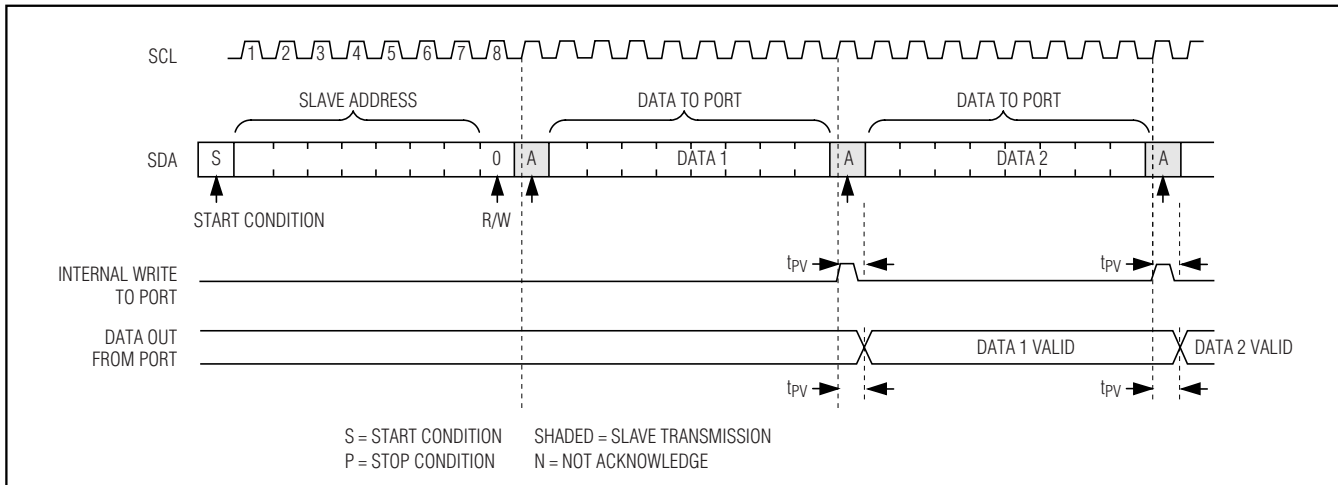 SCL 1 2 3 4 5 6 7 8
SLAVE ADDRESS DATA TO PORT DATA TO PORT
SDA S 0 A DATA 1 A DATA 2 A
START CONDITION R/W
tPV tPV
INTERNAL WRITE
TO PORT
DATA OUT
FROM PORT
DATA 1 VALID DATA 2 VALID
tPV tPV
S = START CONDITION SHADED = SLAVE TRANSMISSION
P = STOP CONDITION N = NOT ACKNOWLEDGE